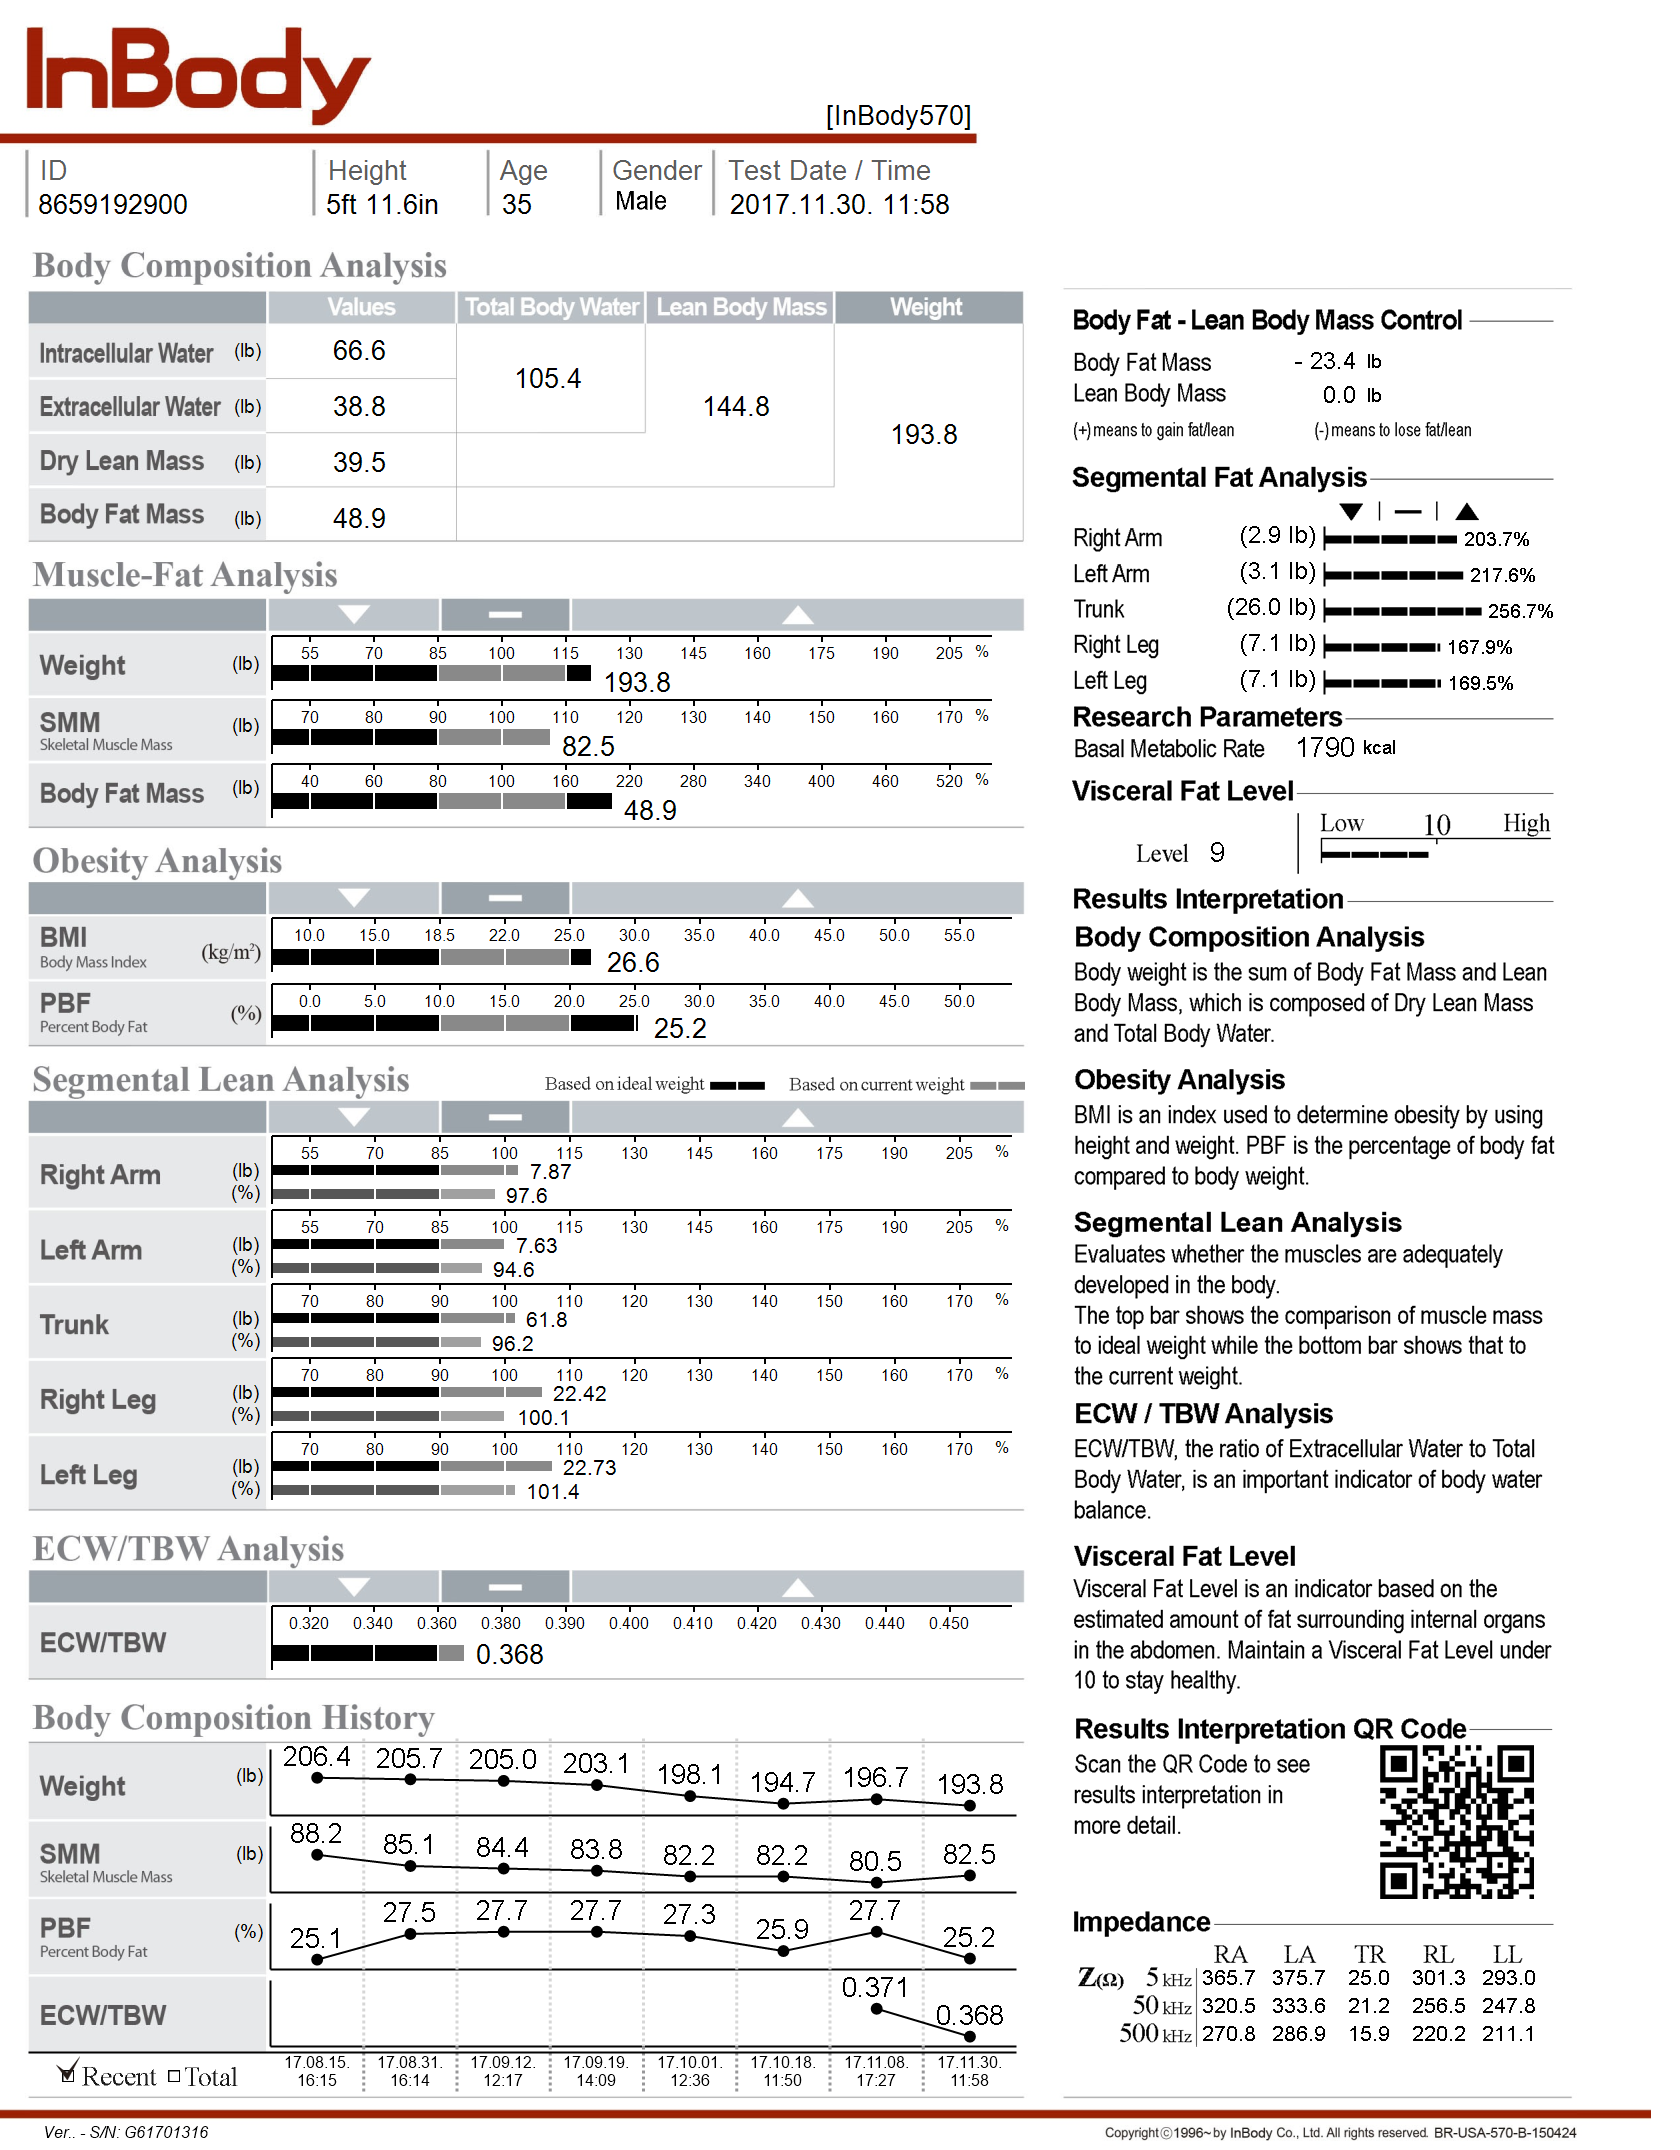 InBody
[InBody570]
ID Height Age Gender Test Date / Time
8659192900 5ft 11.6in 35 Male 2017.11.30. 11:58
Body Composition Analysis
Values Total Body Water Lean Body Mass Weight
Intracellular Water (lb) 66.6
105.4
Extracellular Water (lb) 38.8
144.8
193.8
Dry Lean Mass (lb) 39.5
Body Fat Mass (lb) 48.9
Muscle-Fat Analysis
55 70 85 100 115 130 145 160 175 190 205 %
Weight (lb) 193.8
70 80 90 100 110 120 130 140 150 160 170 %
SMM (lb) 82.5
Skeletal Muscle Mass
40 60 80 100 160 220 280 340 400 460 520 %
Body Fat Mass (lb) 48.9
Obesity Analysis
10.0 15.0 18.5 22.0 25.0 30.0 35.0 40.0 45.0 50.0 55.0
BMI (kg/m²) 26.6
Body Mass Index
0.0 5.0 10.0 15.0 20.0 25.0 30.0 35.0 40.0 45.0 50.0
PBF (%) 25.2
Percent Body Fat
Segmental Lean Analysis Based on ideal weight Based on current weight
55 70 85 100 115 130 145 160 175 190 205 %
Right Arm (lb) 7.87
(%) 97.6
55 70 85 100 115 130 145 160 175 190 205 %
Left Arm (lb) 7.63
(%) 94.6
70 80 90 100 110 120 130 140 150 160 170 %
Trunk (lb) 61.8
(%) 96.2
70 80 90 100 110 120 130 140 150 160 170 %
Right Leg (lb) 22.42
(%) 100.1
70 80 90 100 110 120 130 140 150 160 170 %
Left Leg (lb) 22.73
(%) 101.4
ECW/TBW Analysis
0.320 0.340 0.360 0.380 0.390 0.400 0.410 0.420 0.430 0.440 0.450
ECW/TBW 0.368
Body Composition History
Weight (lb) 206.4 205.7 205.0 203.1 198.1 194.7 196.7 193.8
SMM (lb) 88.2 85.1 84.4 83.8 82.2 82.2 80.5 82.5
Skeletal Muscle Mass
PBF (%) 25.1 27.5 27.7 27.7 27.3 25.9 27.7 25.2
Percent Body Fat
ECW/TBW 0.371 0.368
Recent Total
17.08.15. 17.08.31. 17.09.12. 17.09.19. 17.10.01. 17.10.18. 17.11.08. 17.11.30.
16:15 16:14 12:17 14:09 12:36 11:50 17:27 11:58
Body Fat - Lean Body Mass Control
Body Fat Mass - 23.4 lb
Lean Body Mass 0.0 lb
(+) means to gain fat/lean (-) means to lose fat/lean
Segmental Fat Analysis
Right Arm (2.9 lb) 203.7%
Left Arm (3.1 lb) 217.6%
Trunk (26.0 lb) 256.7%
Right Leg (7.1 lb) 167.9%
Left Leg (7.1 lb) 169.5%
Research Parameters
Basal Metabolic Rate 1790 kcal
Visceral Fat Level
Low 10 High
Level 9
Results Interpretation
Body Composition Analysis
Body weight is the sum of Body Fat Mass and Lean
Body Mass, which is composed of Dry Lean Mass
and Total Body Water.
Obesity Analysis
BMI is an index used to determine obesity by using
height and weight. PBF is the percentage of body fat
compared to body weight.
Segmental Lean Analysis
Evaluates whether the muscles are adequately
developed in the body.
The top bar shows the comparison of muscle mass
to ideal weight while the bottom bar shows that to
the current weight.
ECW / TBW Analysis
ECW/TBW, the ratio of Extracellular Water to Total
Body Water, is an important indicator of body water
balance.
Visceral Fat Level
Visceral Fat Level is an indicator based on the
estimated amount of fat surrounding internal organs
in the abdomen. Maintain a Visceral Fat Level under
10 to stay healthy.
Results Interpretation QR Code
Scan the QR Code to see
results interpretation in
more detail.
Impedance
RA LA TR RL LL
Z(Ω) 5 kHz 365.7 375.7 25.0 301.3 293.0
50 kHz 320.5 333.6 21.2 256.5 247.8
500 kHz 270.8 286.9 15.9 220.2 211.1
Ver.. - S/N: G61701316
Copyright ⓒ 1996~ by InBody Co., Ltd. All rights reserved. BR-USA-570-B-150424